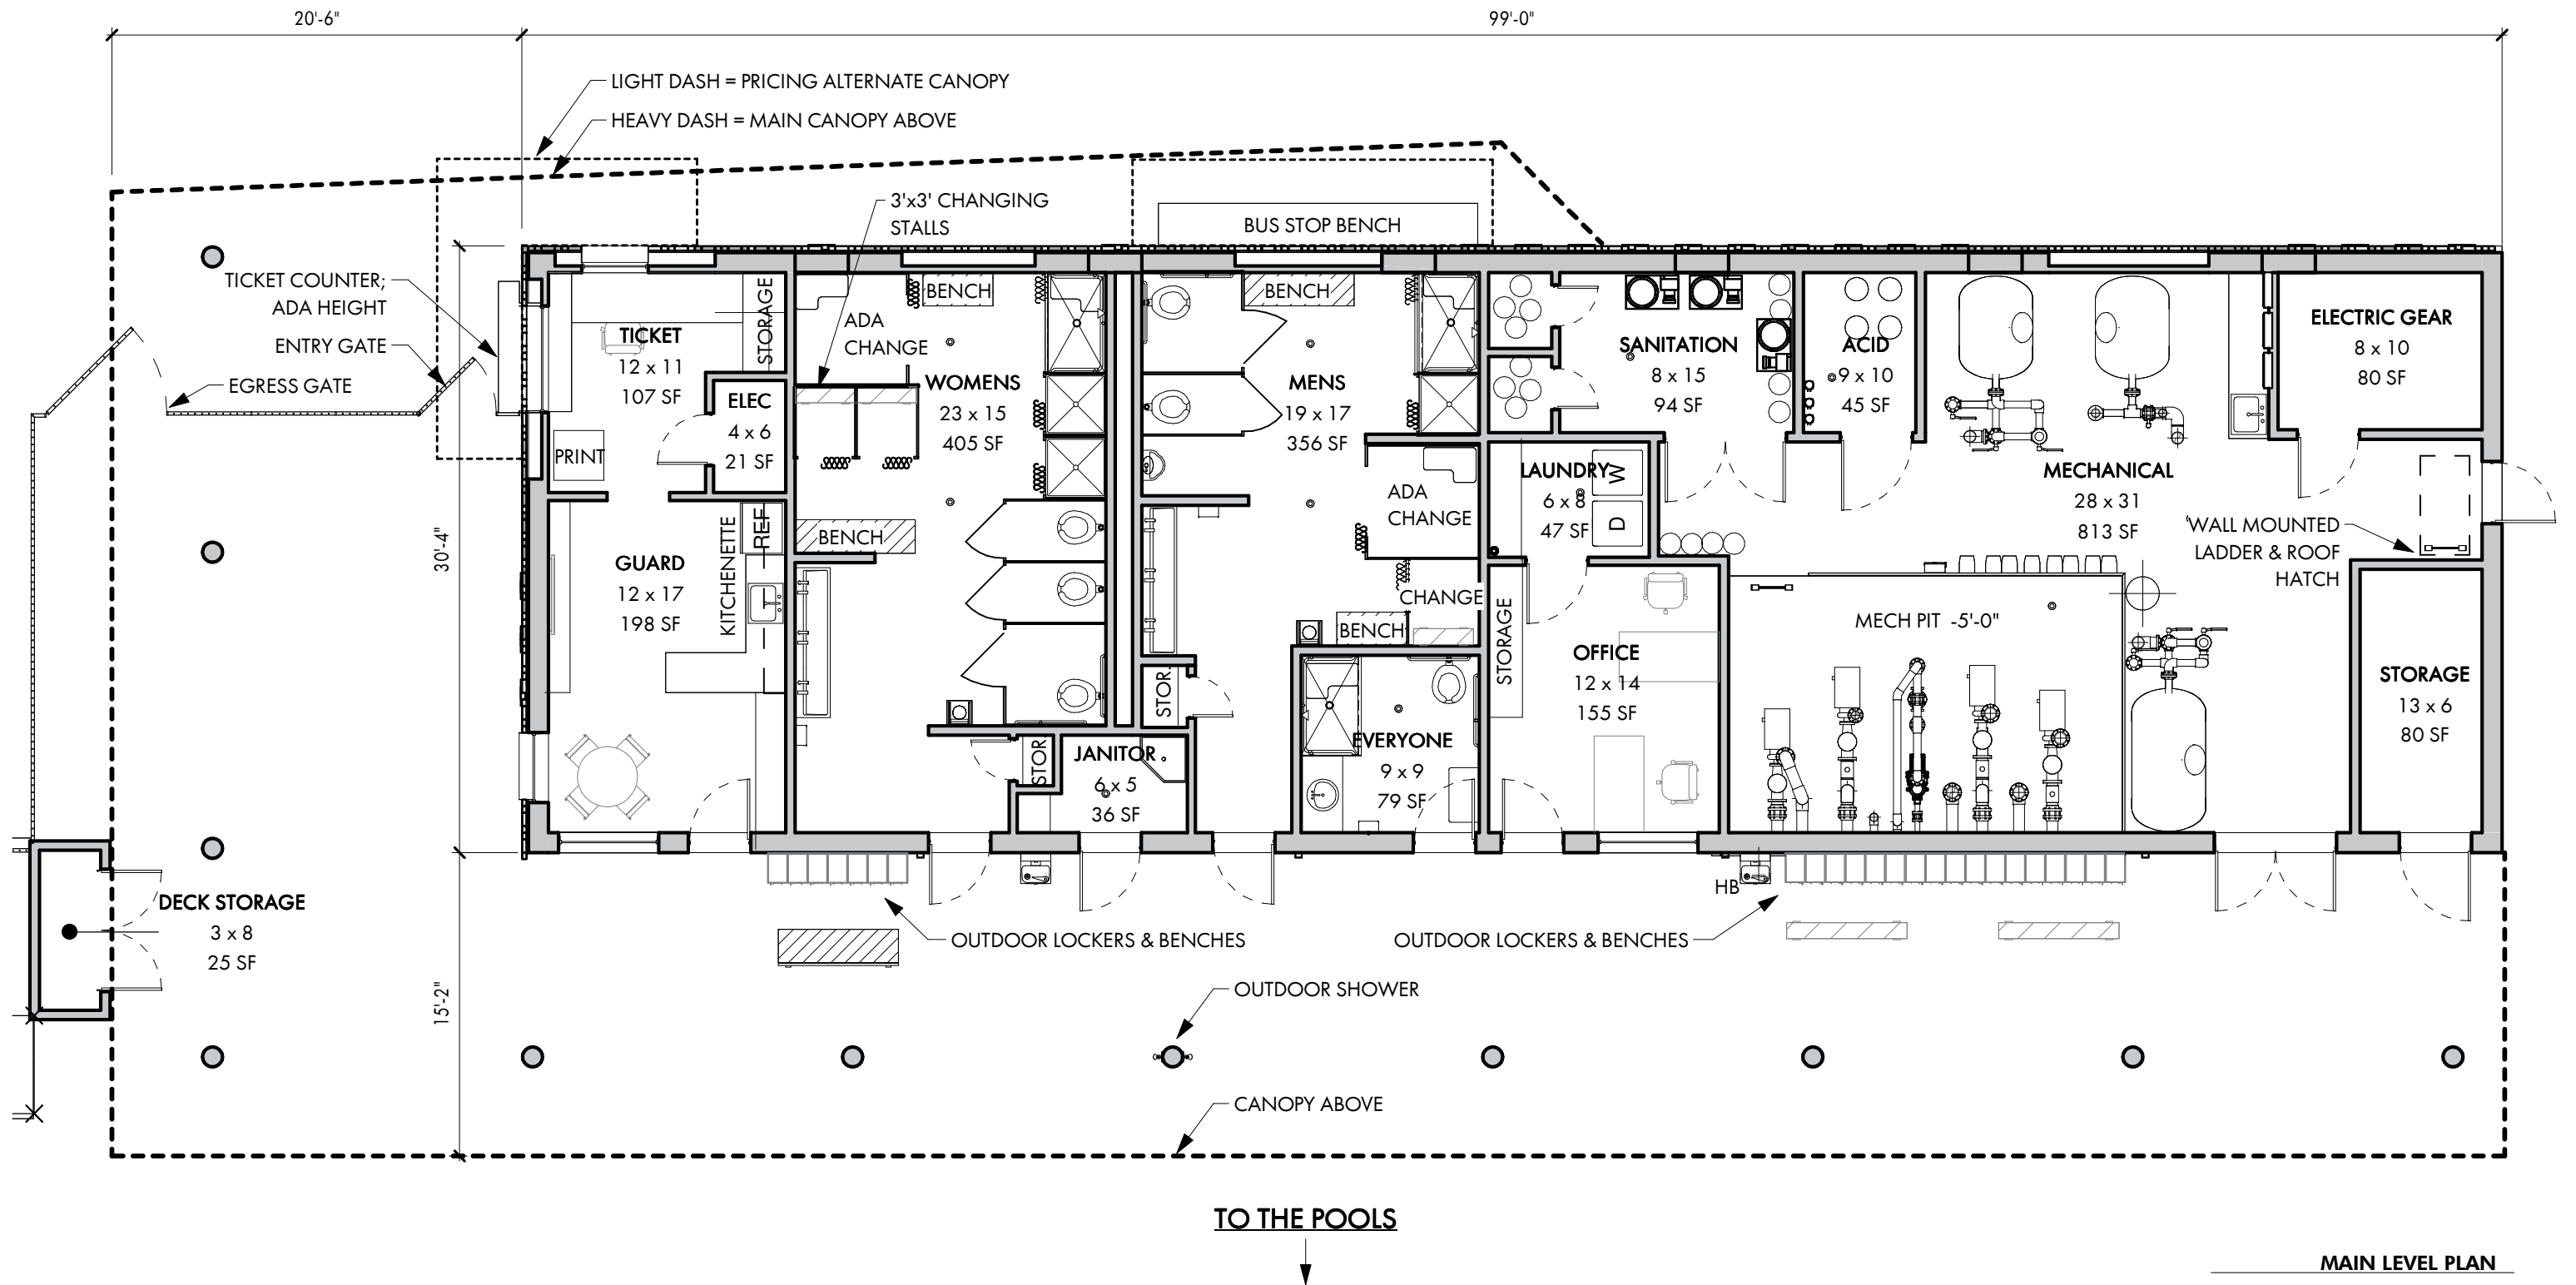 20'-6"
99'-0"
LIGHT DASH = PRICING ALTERNATE CANOPY
HEAVY DASH = MAIN CANOPY ABOVE
3'x3' CHANGING
STALLS
BUS STOP BENCH
TICKET COUNTER;
ADA HEIGHT
ENTRY GATE
EGRESS GATE
30'-4"
15'-2"
TICKET
12 x 11
107 SF
STORAGE
PRINT
ELEC
4 x 6
21 SF
GUARD
12 x 17
198 SF
KITCHENETTE
REF
ADA
CHANGE
BENCH
WOMENS
23 x 15
405 SF
BENCH
STOR.
JANITOR
6 x 5
36 SF
BENCH
MENS
19 x 17
356 SF
ADA
CHANGE
CHANGE
BENCH
STOR.
EVERYONE
9 x 9
79 SF
SANITATION
8 x 15
94 SF
ACID
9 x 10
45 SF
LAUNDRY
6 x 8
47 SF
W
D
STORAGE
OFFICE
12 x 14
155 SF
MECHANICAL
28 x 31
813 SF
MECH PIT -5'-0"
ELECTRIC GEAR
8 x 10
80 SF
WALL MOUNTED
LADDER & ROOF
HATCH
STORAGE
13 x 6
80 SF
DECK STORAGE
3 x 8
25 SF
HB
OUTDOOR LOCKERS & BENCHES
OUTDOOR LOCKERS & BENCHES
OUTDOOR SHOWER
CANOPY ABOVE
TO THE POOLS
MAIN LEVEL PLAN